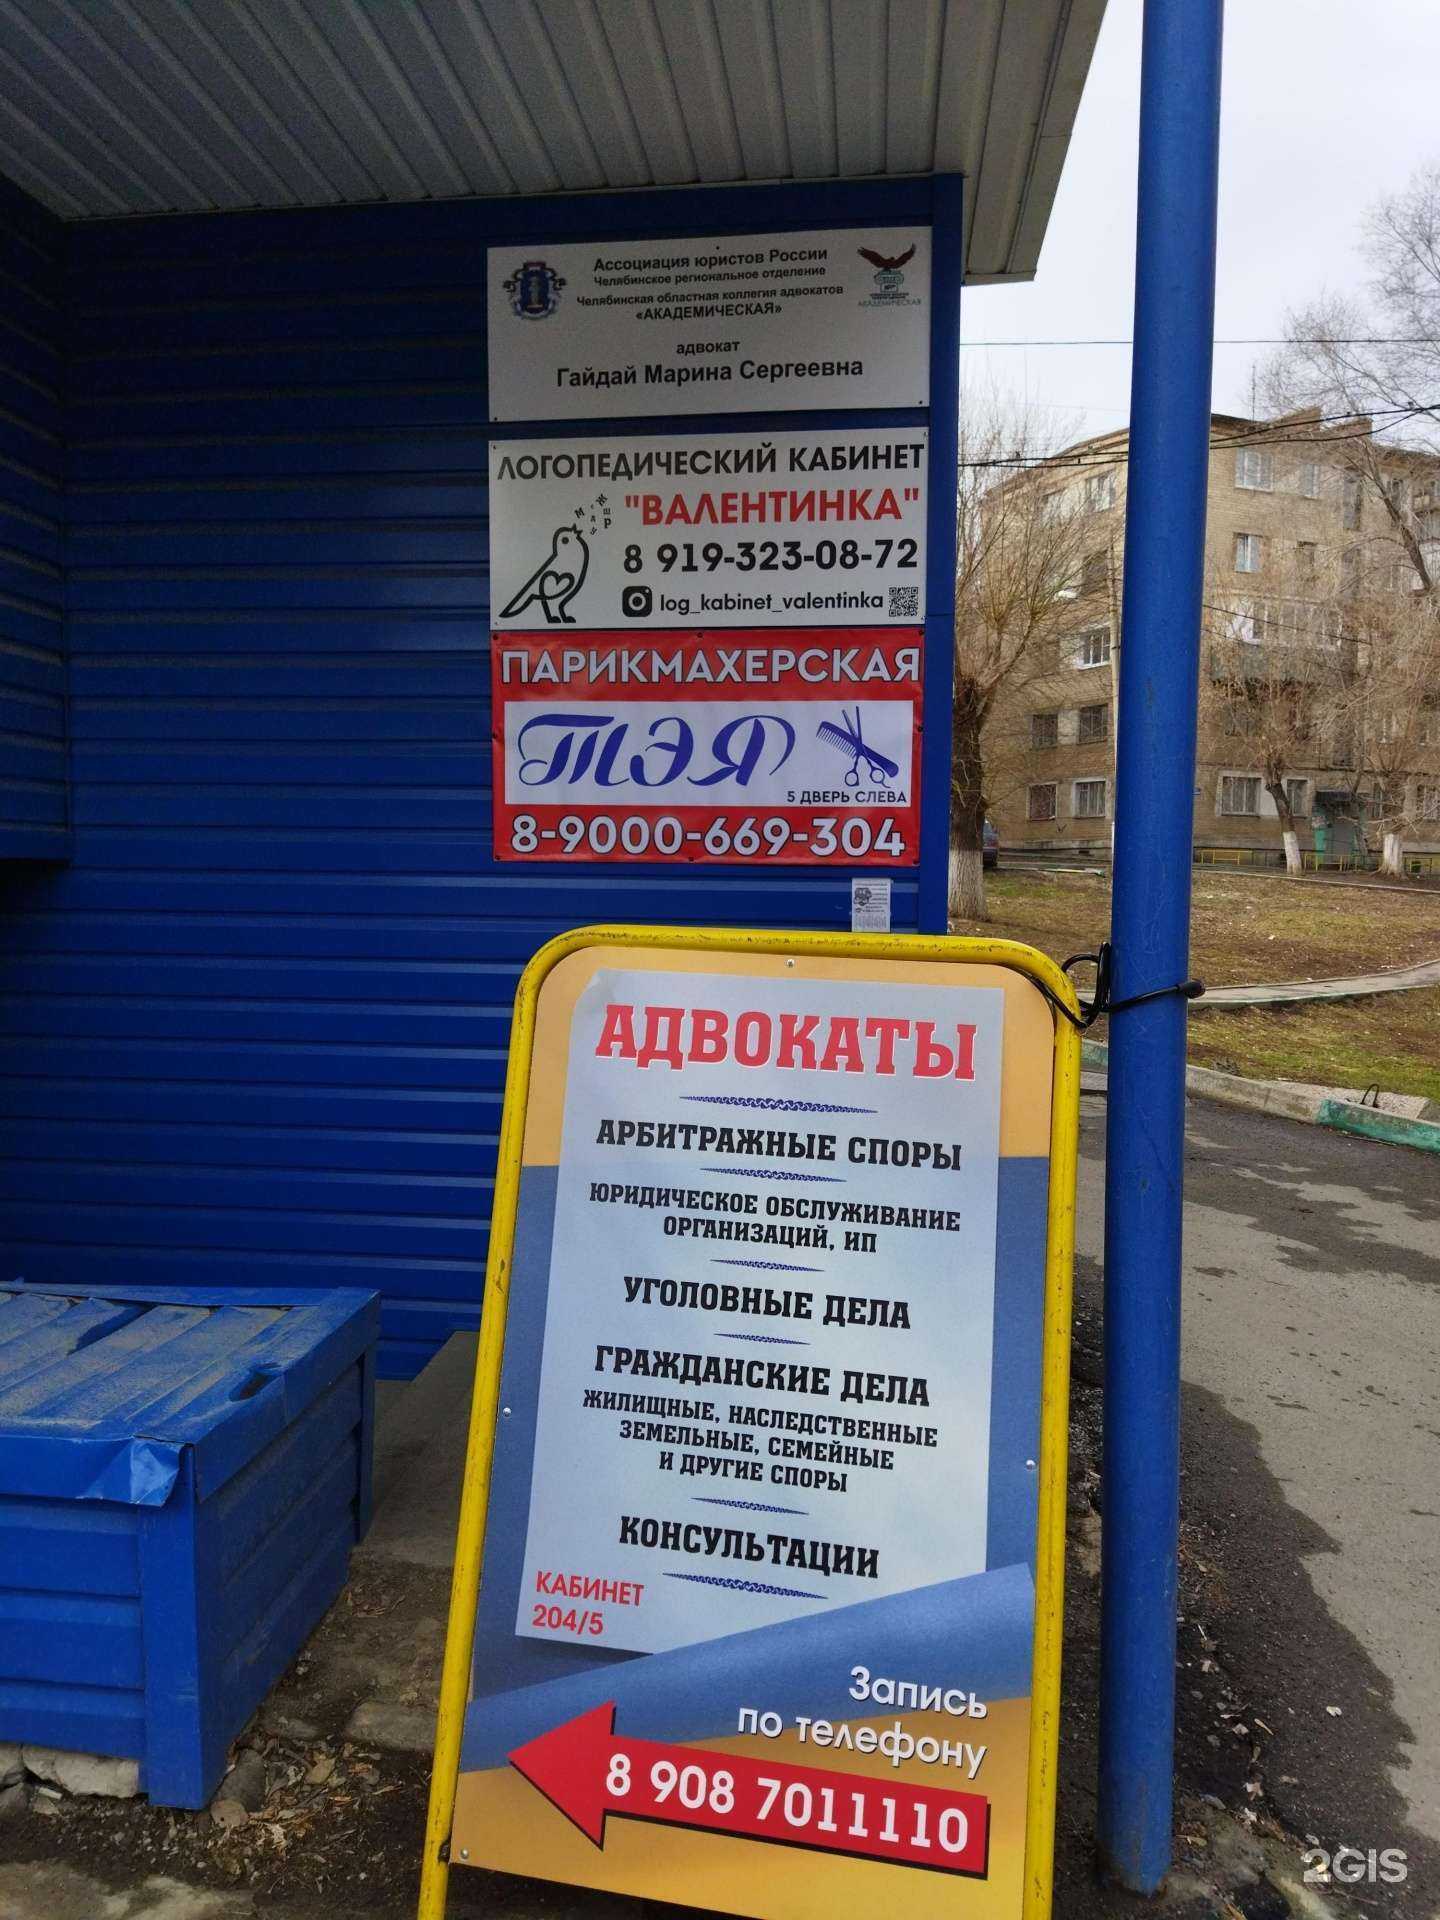 Ассоциация юристов России
Челябинское региональное отделение
Челябинская областная коллегия адвокатов
«АКАДЕМИЧЕСКАЯ»
АКАДЕМИЧЕСКАЯ
адвокат
Гайдай Марина Сергеевна
ЛОГОПЕДИЧЕСКИЙ КАБИНЕТ
"ВАЛЕНТИНКА"
8 919-323-08-72
log_kabinet_valentinka
ПАРИКМАХЕРСКАЯ
ТЭЯ
5 ДВЕРЬ СЛЕВА
8-9000-669-304
АДВОКАТЫ
АРБИТРАЖНЫЕ СПОРЫ
ЮРИДИЧЕСКОЕ ОБСЛУЖИВАНИЕ
ОРГАНИЗАЦИЙ, ИП
УГОЛОВНЫЕ ДЕЛА
ГРАЖДАНСКИЕ ДЕЛА
ЖИЛИЩНЫЕ, НАСЛЕДСТВЕННЫЕ
ЗЕМЕЛЬНЫЕ, СЕМЕЙНЫЕ
И ДРУГИЕ СПОРЫ
КОНСУЛЬТАЦИИ
КАБИНЕТ
204/5
Запись
по телефону
8 908 7011110
2GIS